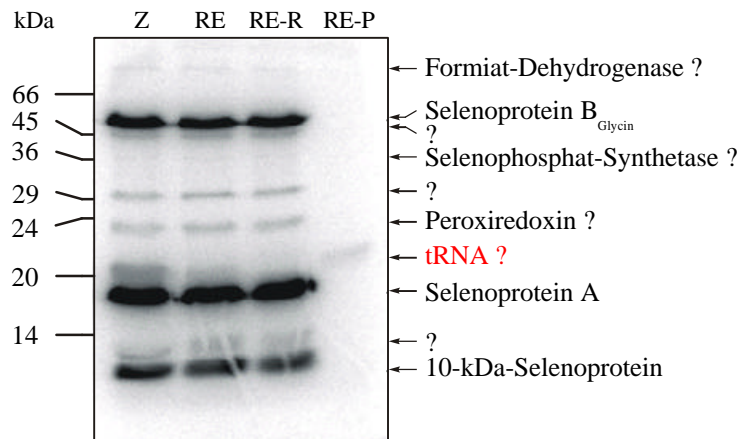 kDa Z RE RE-R RE-P
Formiat-Dehydrogenase ?
66
Selenoprotein B Glycin
45
?
36
Selenophosphat-Synthetase ?
29
?
24
Peroxiredoxin ?
tRNA ?
20
Selenoprotein A
14
?
10-kDa-Selenoprotein